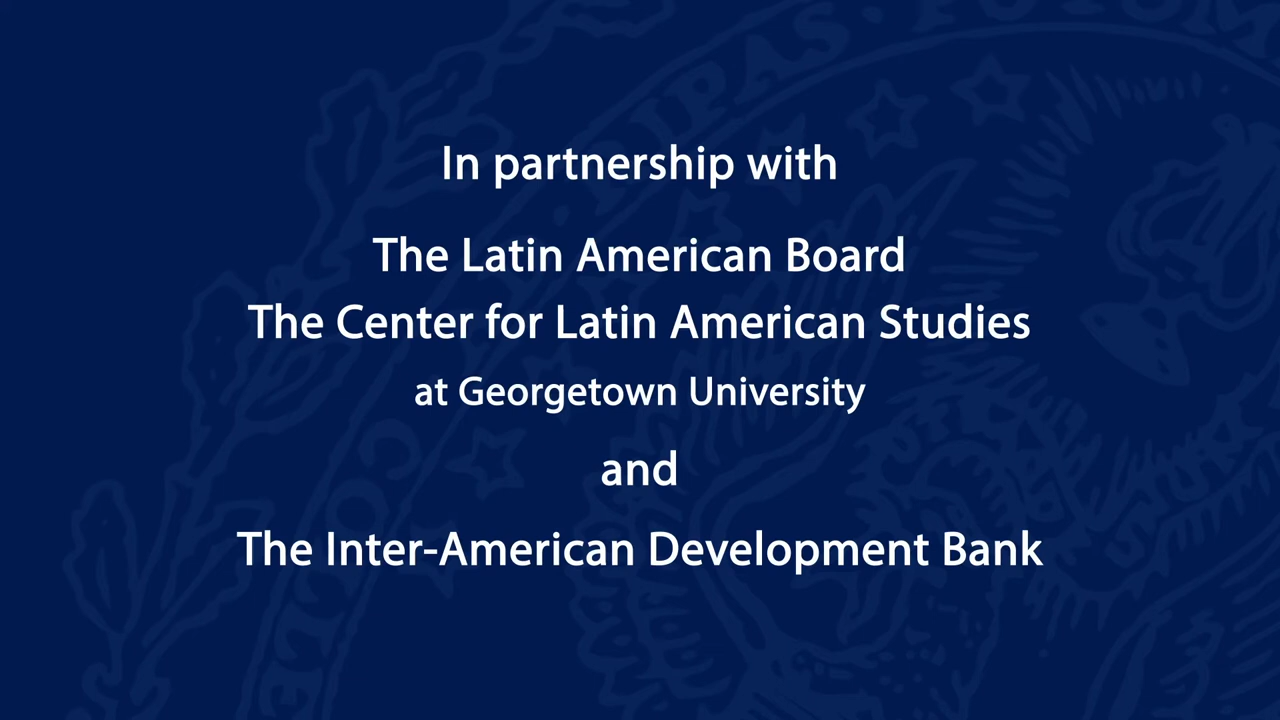 In partnership with
The Latin American Board
The Center for Latin American Studies
at Georgetown University
and
The Inter-American Development Bank